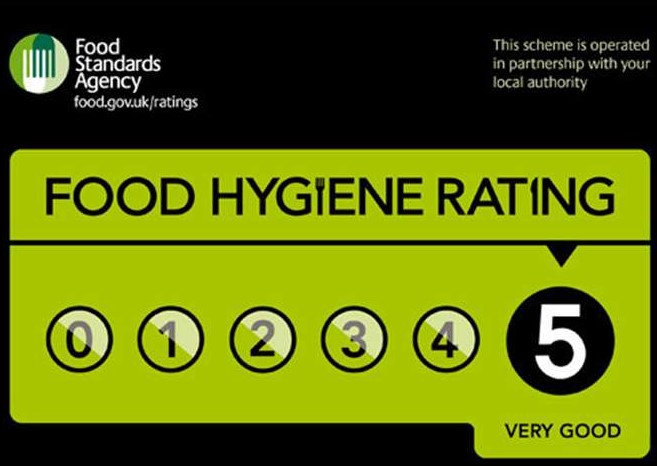 Food
Standards
Agency
food.gov.uk/ratings
This scheme is operated
in partnership with your
local authority
FOOD HYGIENE RATING
0 1 2 3 4 5
VERY GOOD